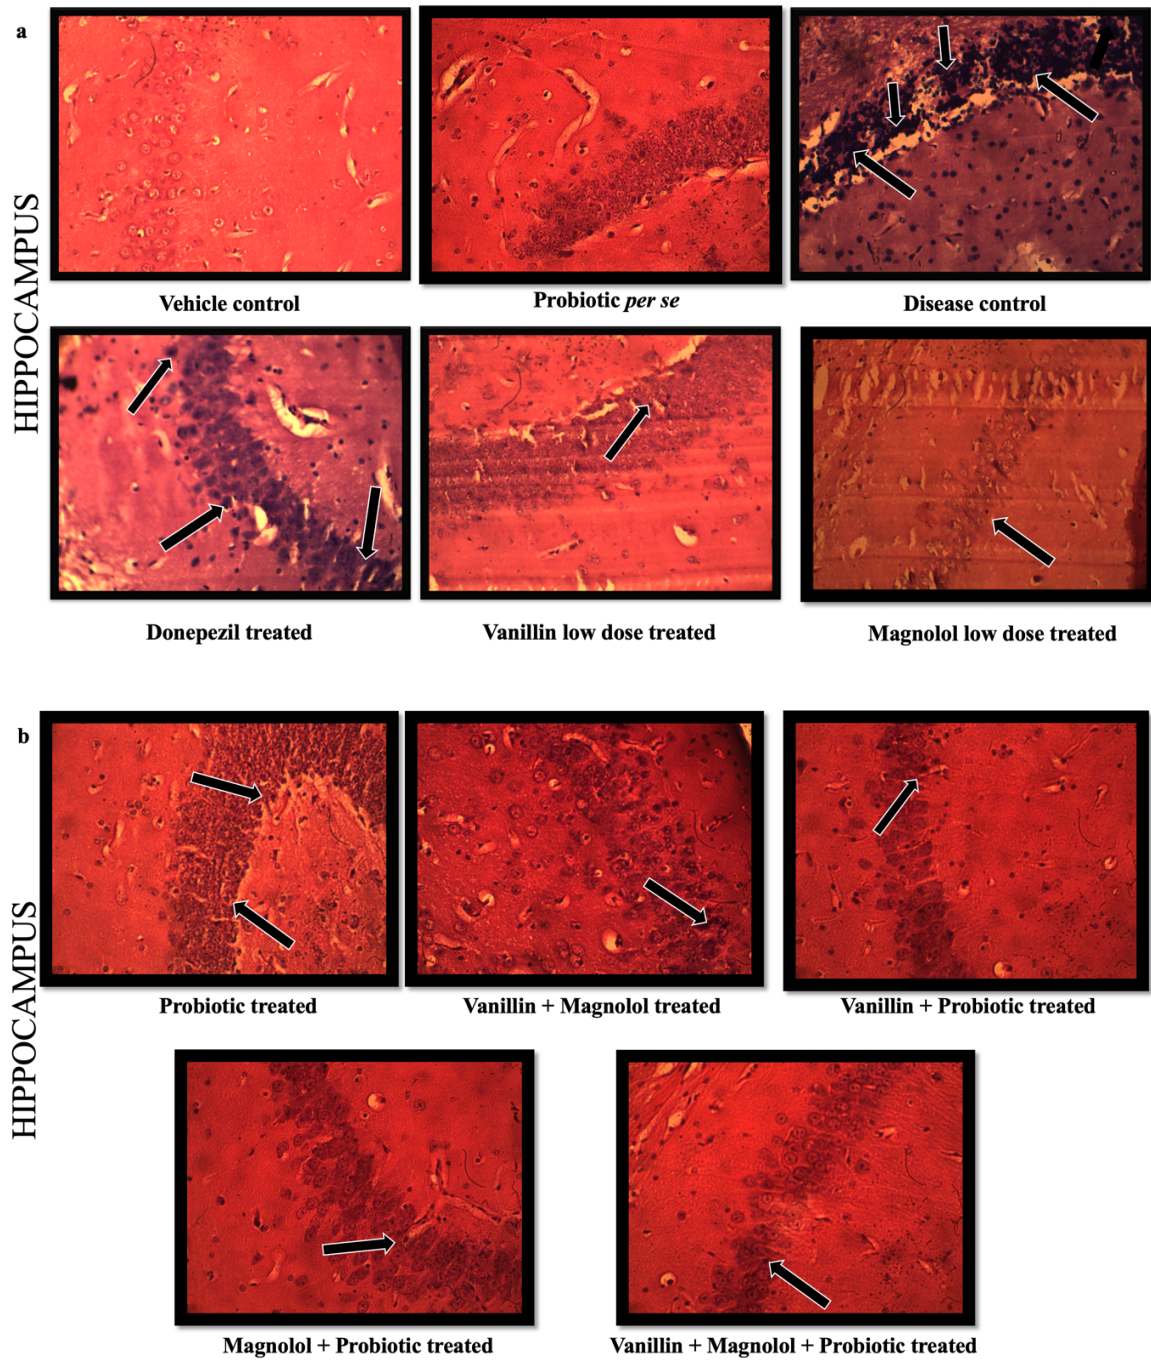 a
HIPPOCAMPUS
Vehicle control
Probiotic per se
Disease control
Donepezil treated
Vanillin low dose treated
Magnolol low dose treated
b
HIPPOCAMPUS
Probiotic treated
Vanillin + Magnolol treated
Vanillin + Probiotic treated
Magnolol + Probiotic treated
Vanillin + Magnolol + Probiotic treated